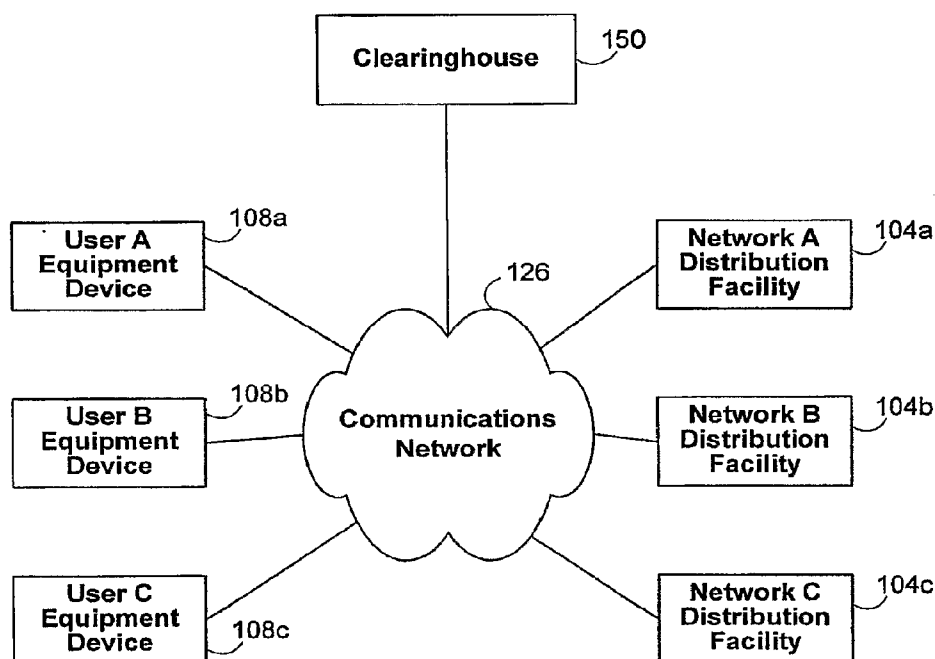 Clearinghouse
150
User A
Equipment
Device
108a
Network A
Distribution
Facility
104a
126
User B
Equipment
Device
108b
Communications
Network
Network B
Distribution
Facility
104b
User C
Equipment
Device
108c
Network C
Distribution
Facility
104c